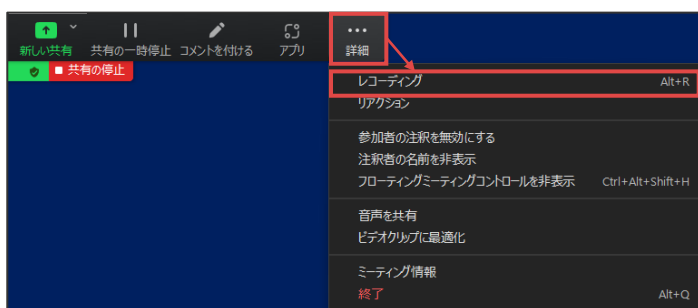 新しい共有
共有の一時停止
コメントを付ける
アプリ
詳細
共有の停止
レコーディング Alt+R
リアクション
参加者の注釈を無効にする
注釈者の名前を非表示
フローティングミーティングコントロールを非表示 Ctrl+Alt+Shift+H
音声を共有
ビデオクリップに最適化
ミーティング情報
終了 Alt+Q